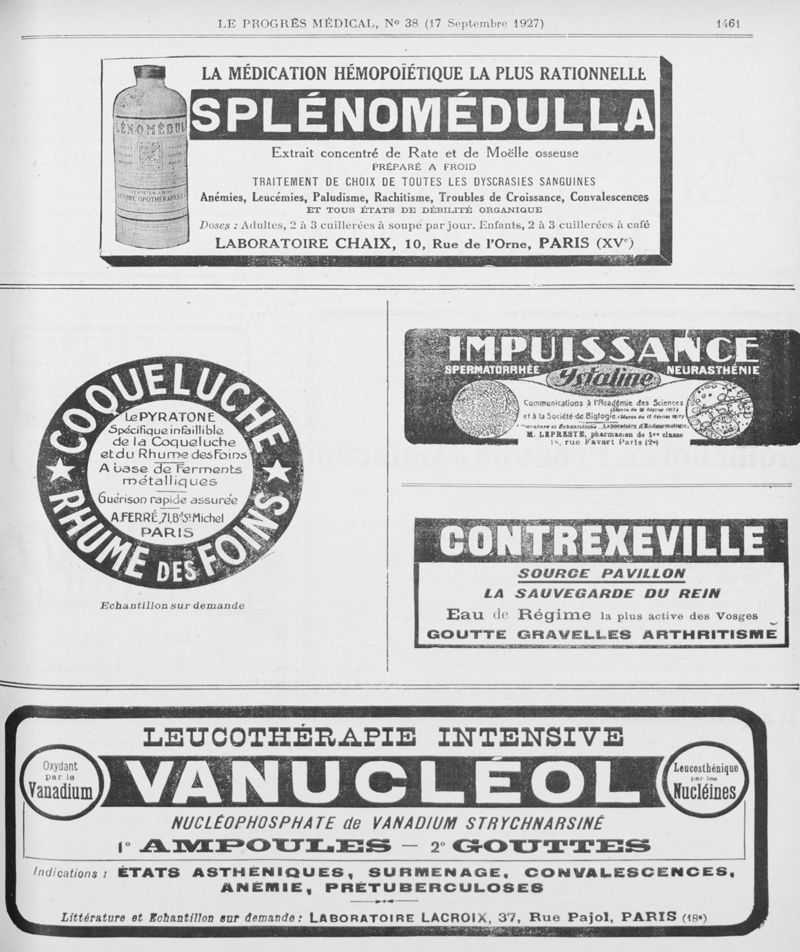 LE PROGRÈS MÉDICAL, Nº 38 (17 Septembre 1927) 1461
LA MÉDICATION HÉMOPOÏÉTIQUE LA PLUS RATIONNELLE
SPLÉNOMÉDULLA
LÉNOMÉDUL
Extrait concentré de Rate et de Moëlle osseuse
PRÉPARÉ A FROID
TRAITEMENT DE CHOIX DE TOUTES LES DYSCRASIES SANGUINES
Anémies, Leucémies, Paludisme, Rachitisme, Troubles de Croissance, Convalescences
ET TOUS ÉTATS DE DÉBILITÉ ORGANIQUE
Doses : Adultes, 2 à 3 cuillerées à soupe par jour. Enfants, 2 à 3 cuillerées à café
LABORATOIRE CHAIX, 10, Rue de l'Orne, PARIS (XVe)
COQUELUCHE
Le PYRATONE
Spécifique infaillible
de la Coqueluche
et du Rhume des Foins
A base de Ferments
métalliques
Guérison rapide assurée
A. FERRÉ, 71, Bd St Michel
PARIS
RHUME DES FOINS
Echantillon sur demande
IMPUISSANCE
SPERMATORRHÉE NEURASTHÉNIE
Communications à l'Académie des Sciences
et à la Société de Biologie
M. LEPRESTE, pharmacien de 1re classe
18, rue Favart Paris (2e)
CONTREXEVILLE
SOURCE PAVILLON
LA SAUVEGARDE DU REIN
Eau de Régime la plus active des Vosges
GOUTTE GRAVELLES ARTHRITISME
LEUCOTHÉRAPIE INTENSIVE
Oxydant
par le
Vanadium
VANUCLÉOL
Leucosthénique
par les
Nucléines
NUCLÉOPHOSPHATE de VANADIUM STRYCHNARSINÉ
1° AMPOULES — 2° GOUTTES
Indications : ÉTATS ASTHÉNIQUES, SURMENAGE, CONVALESCENCES,
ANÉMIE, PRÉTUBERCULOSES
Littérature et Echantillon sur demande : LABORATOIRE LACROIX, 37, Rue Pajol, PARIS (18e)